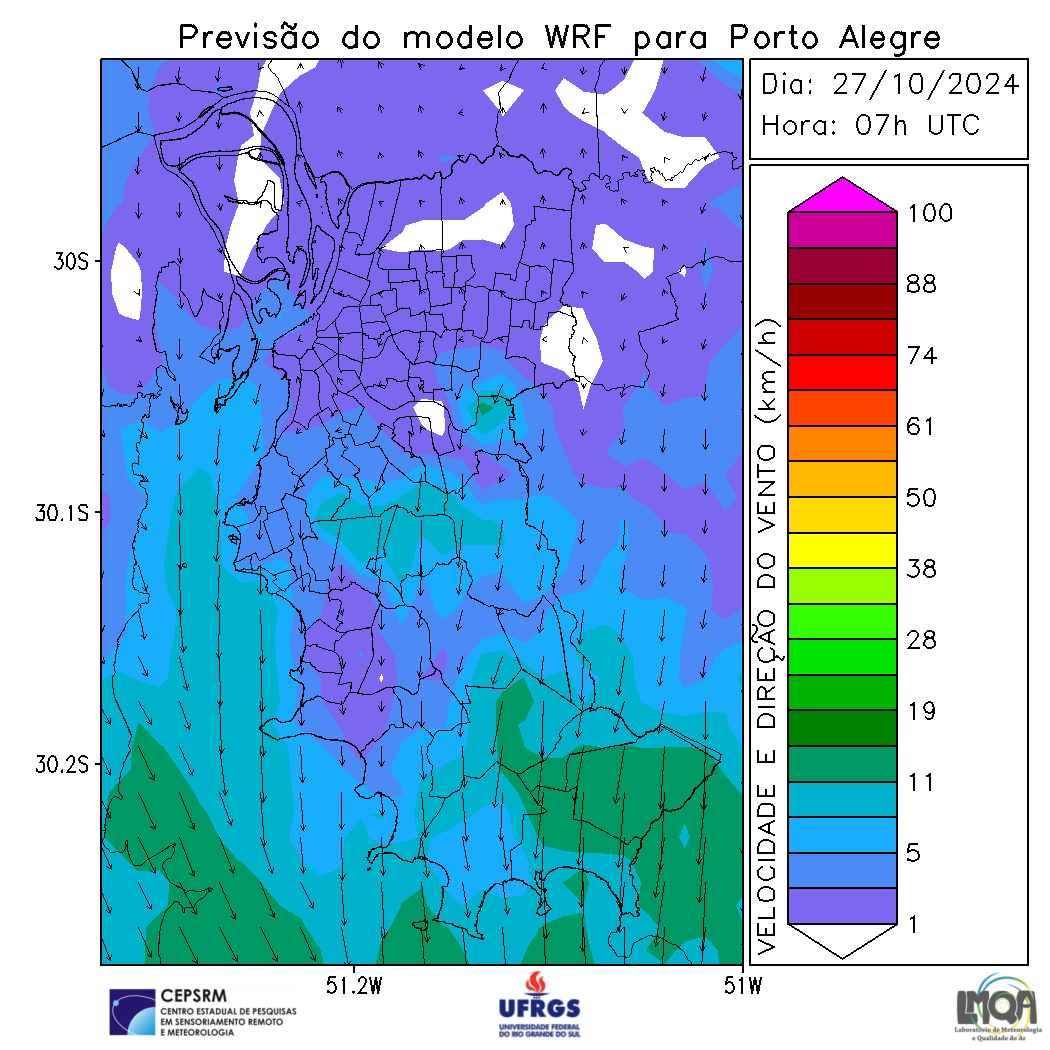 Previsão do modelo WRF para Porto Alegre
Dia: 27/10/2024
Hora: 07h UTC
30S
30.1S
30.2S
51.2W
51W
VELOCIDADE E DIREÇÃO DO VENTO (km/h)
100
88
74
61
50
38
28
19
11
5
1
CEPSRM
CENTRO ESTADUAL DE PESQUISAS
EM SENSORIAMENTO REMOTO
E METEOROLOGIA
UFRGS
UNIVERSIDADE FEDERAL
DO RIO GRANDE DO SUL
LMQA
Laboratório de Meteorologia
e Qualidade do Ar